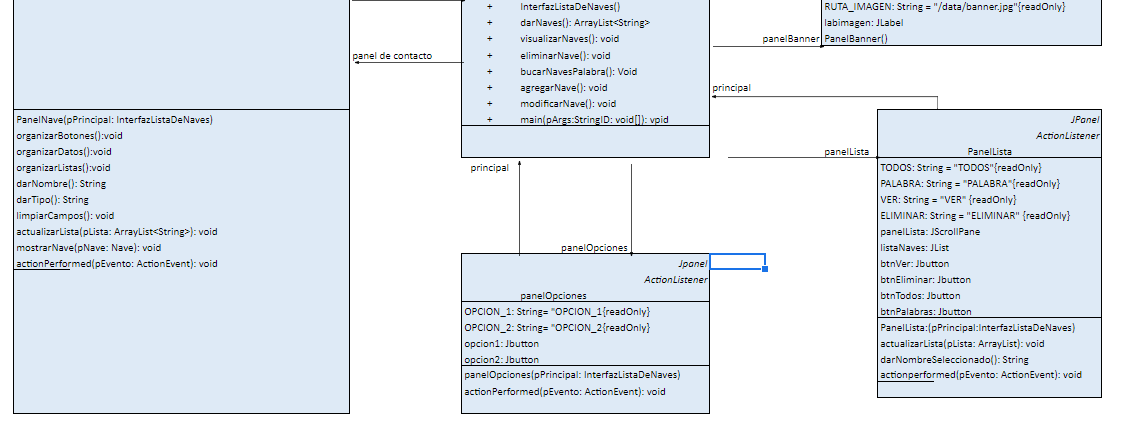 + InterfazListaDeNaves()
+ darNaves(): ArrayList<String>
+ visualizarNaves(): void
+ eliminarNave(): void
+ bucarNavesPalabra(): Void
+ agregarNave(): void
+ modificarNave(): void
+ main(pArgs:StringID: void[]): vpid
RUTA_IMAGEN: String = "/data/banner.jpg"{readOnly}
labimagen: JLabel
PanelBanner()
panelBanner
panel de contacto
principal
panelLista
principal
panelOpciones
PanelNave(pPrincipal: InterfazListaDeNaves)
organizarBotones():void
organizarDatos():void
organizarListas():void
darNombre(): String
darTipo(): String
limpiarCampos(): void
actualizarLista(pLista: ArrayList<String>): void
mostrarNave(pNave: Nave): void
actionPerformed(pEvento: ActionEvent): void
Jpanel
ActionListener
panelOpciones
OPCION_1: String= "OPCION_1{readOnly}
OPCION_2: String= "OPCION_2{readOnly}
opcion1: Jbutton
opcion2: Jbutton
panelOpciones(pPrincipal: InterfazListaDeNaves)
actionPerformed(pEvento: ActionEvent): void
JPanel
ActionListener
PanelLista
TODOS: String = "TODOS"{readOnly}
PALABRA: String = "PALABRA"{readOnly}
VER: String = "VER" {readOnly}
ELIMINAR: String = "ELIMINAR" {readOnly}
panelLista: JScrollPane
listaNaves: JList
btnVer: Jbutton
btnEliminar: Jbutton
btnTodos: Jbutton
btnPalabras: Jbutton
PanelLista:(pPrincipal:InterfazListaDeNaves)
actualizarLista(pLista: ArrayList): void
darNombreSeleccionado(): String
actionperformed(pEvento: ActionEvent): void